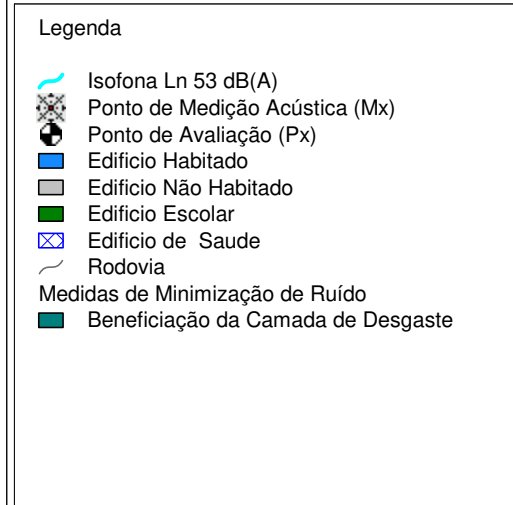 Legenda
Isofona Ln 53 dB(A)
Ponto de Medição Acústica (Mx)
Ponto de Avaliação (Px)
Edificio Habitado
Edificio Não Habitado
Edificio Escolar
Edificio de Saude
Rodovia
Medidas de Minimização de Ruído
Beneficiação da Camada de Desgaste